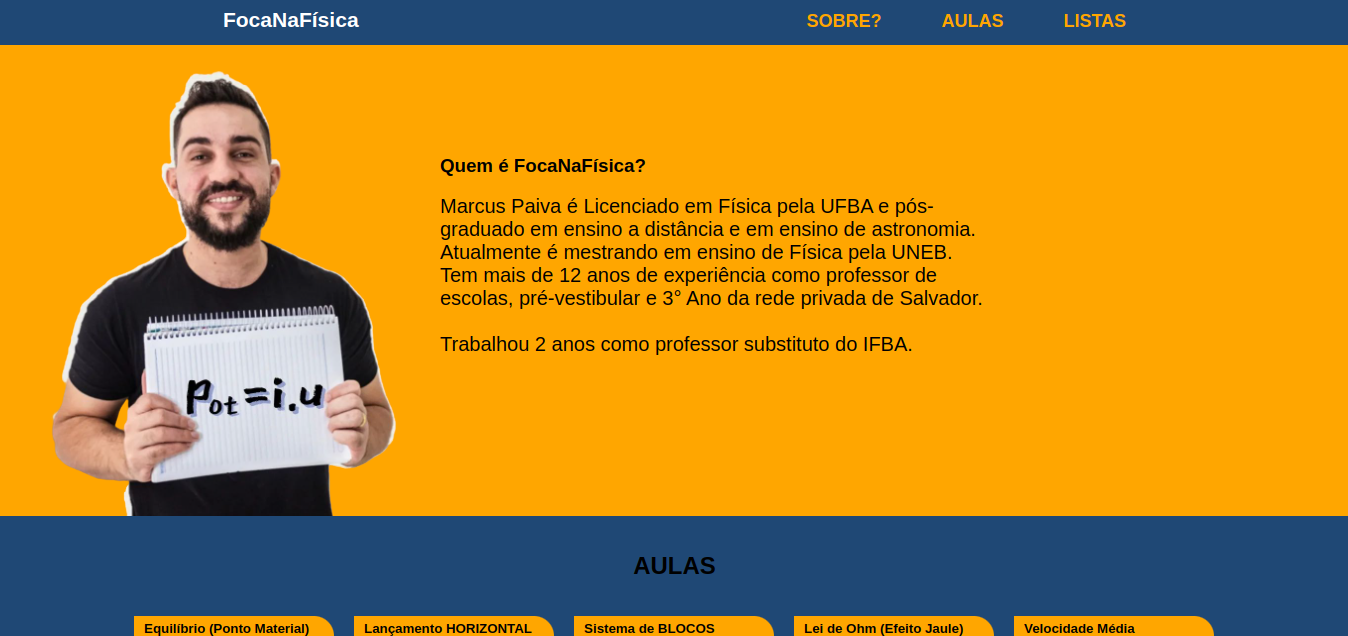 FocaNaFísica
SOBRE? AULAS LISTAS
Quem é FocaNaFísica?
Marcus Paiva é Licenciado em Física pela UFBA e pós-
graduado em ensino a distância e em ensino de astronomia.
Atualmente é mestrando em ensino de Física pela UNEB.
Tem mais de 12 anos de experiência como professor de
escolas, pré-vestibular e 3° Ano da rede privada de Salvador.
Trabalhou 2 anos como professor substituto do IFBA.
Pot=i.u
AULAS
Equilíbrio (Ponto Material)
Lançamento HORIZONTAL
Sistema de BLOCOS
Lei de Ohm (Efeito Jaule)
Velocidade Média